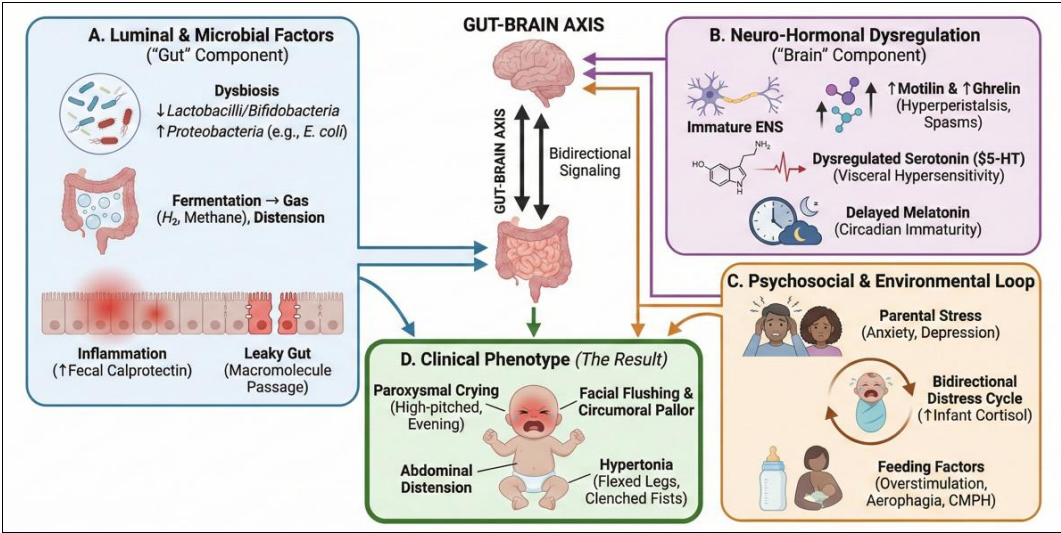 GUT-BRAIN AXIS
A. Luminal & Microbial Factors
("Gut" Component)
Dysbiosis
↓Lactobacilli/Bifidobacteria
↑Proteobacteria (e.g., E. coli)
Fermentation → Gas
(H₂, Methane), Distension
Inflammation
(↑Fecal Calprotectin)
Leaky Gut
(Macromolecule
Passage)
GUT-BRAIN AXIS
Bidirectional
Signaling
B. Neuro-Hormonal Dysregulation
("Brain" Component)
Immature ENS
↑Motilin & ↑Ghrelin
(Hyperperistalsis,
Spasms)
HO
NH₂
N
H
Dysregulated Serotonin ($5-HT)
(Visceral Hypersensitivity)
z
Delayed Melatonin
(Circadian Immaturity)
C. Psychosocial & Environmental Loop
Parental Stress
(Anxiety, Depression)
Bidirectional
Distress Cycle
(↑Infant Cortisol)
Feeding Factors
(Overstimulation,
Aerophagia, CMPH)
D. Clinical Phenotype (The Result)
Paroxysmal Crying
(High-pitched,
Evening)
Facial Flushing &
Circumoral Pallor
Abdominal
Distension
Hypertonia
(Flexed Legs,
Clenched Fists)